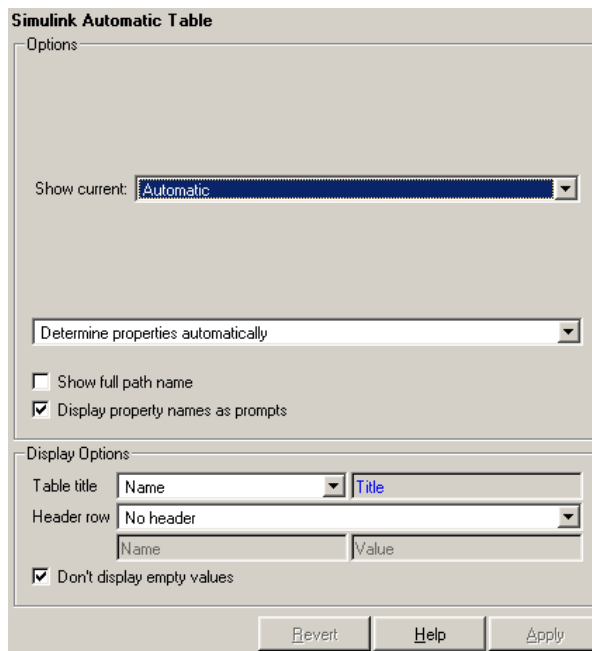 Simulink Automatic Table
Options
Show current: Automatic
Determine properties automatically
Show full path name
Display property names as prompts
Display Options
Table title Name Title
Header row No header
Name Value
Don't display empty values
Revert Help Apply